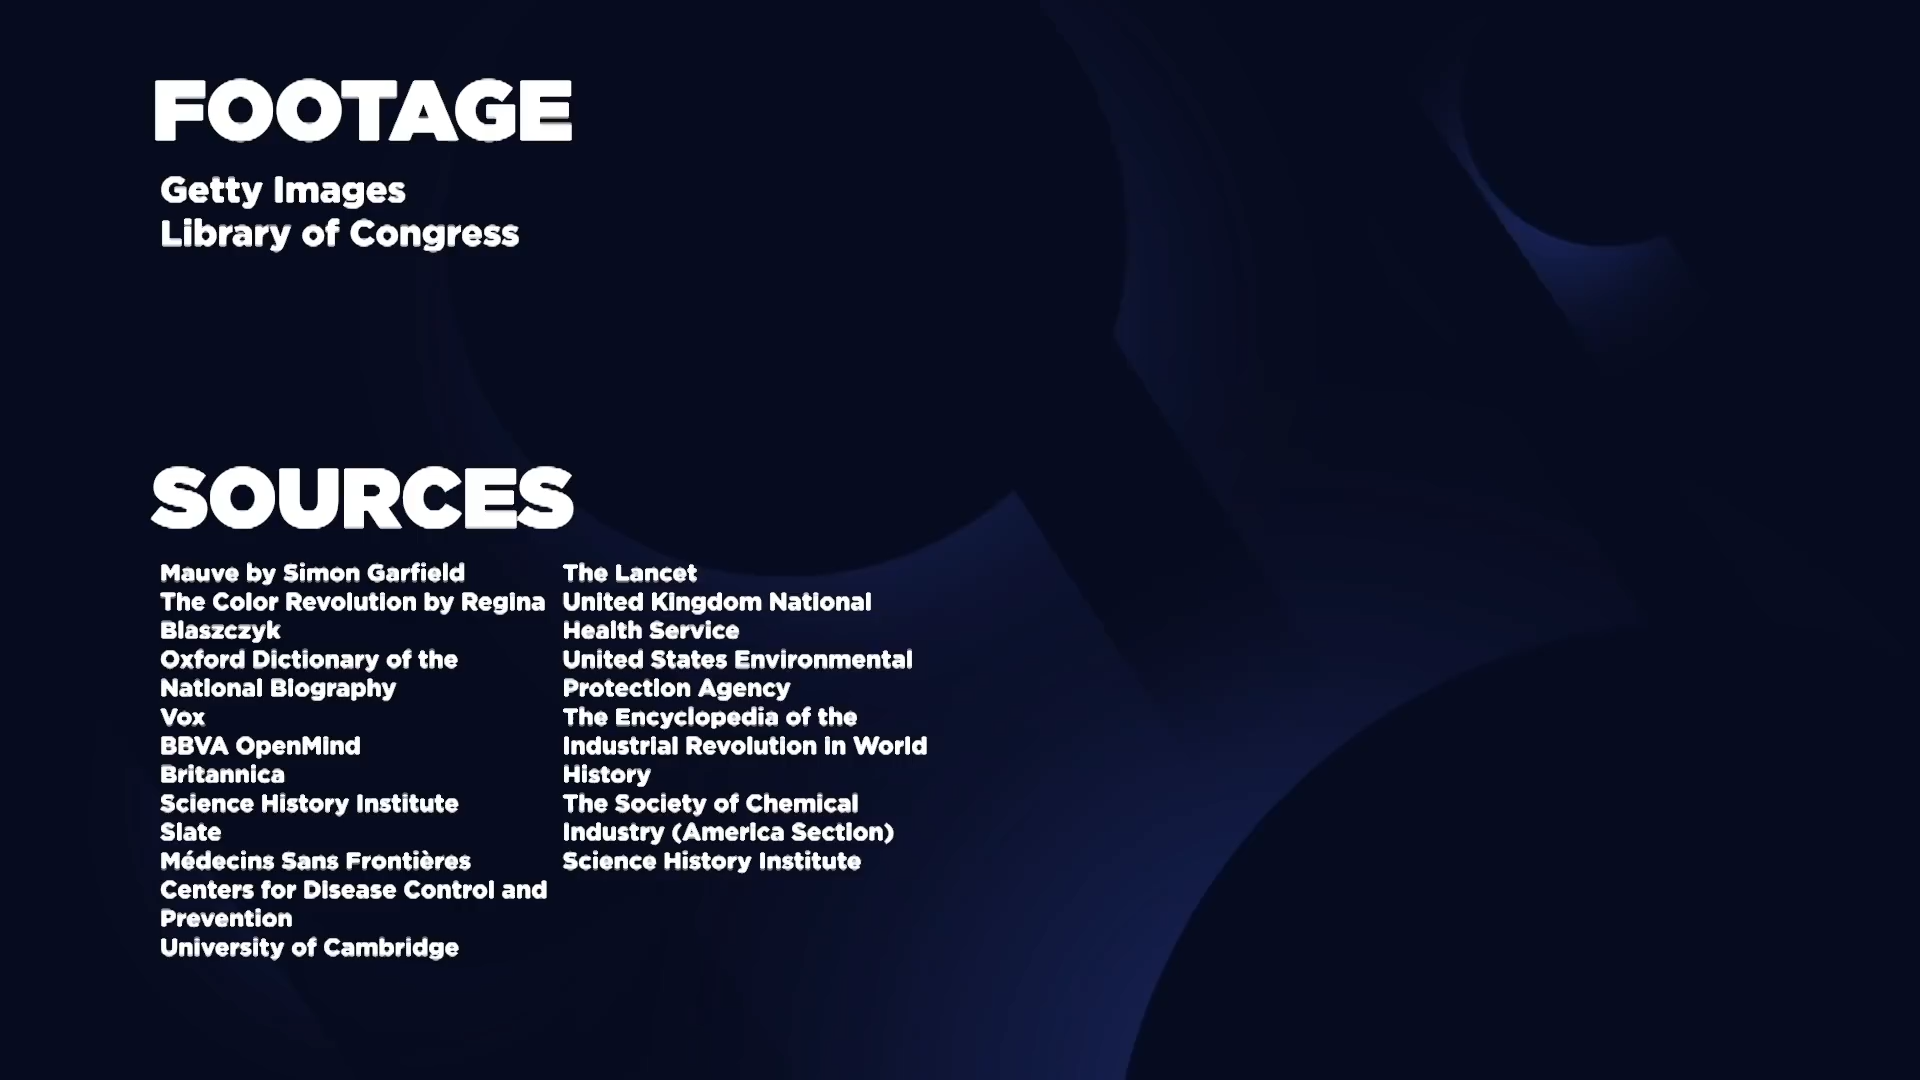 FOOTAGE
Getty Images
Library of Congress
SOURCES
Mauve by Simon Garfield
The Color Revolution by Regina
Blaszczyk
Oxford Dictionary of the
National Biography
Vox
BBVA OpenMind
Britannica
Science History Institute
Slate
Médecins Sans Frontières
Centers for Disease Control and
Prevention
University of Cambridge
The Lancet
United Kingdom National
Health Service
United States Environmental
Protection Agency
The Encyclopedia of the
Industrial Revolution in World
History
The Society of Chemical
Industry (America Section)
Science History Institute